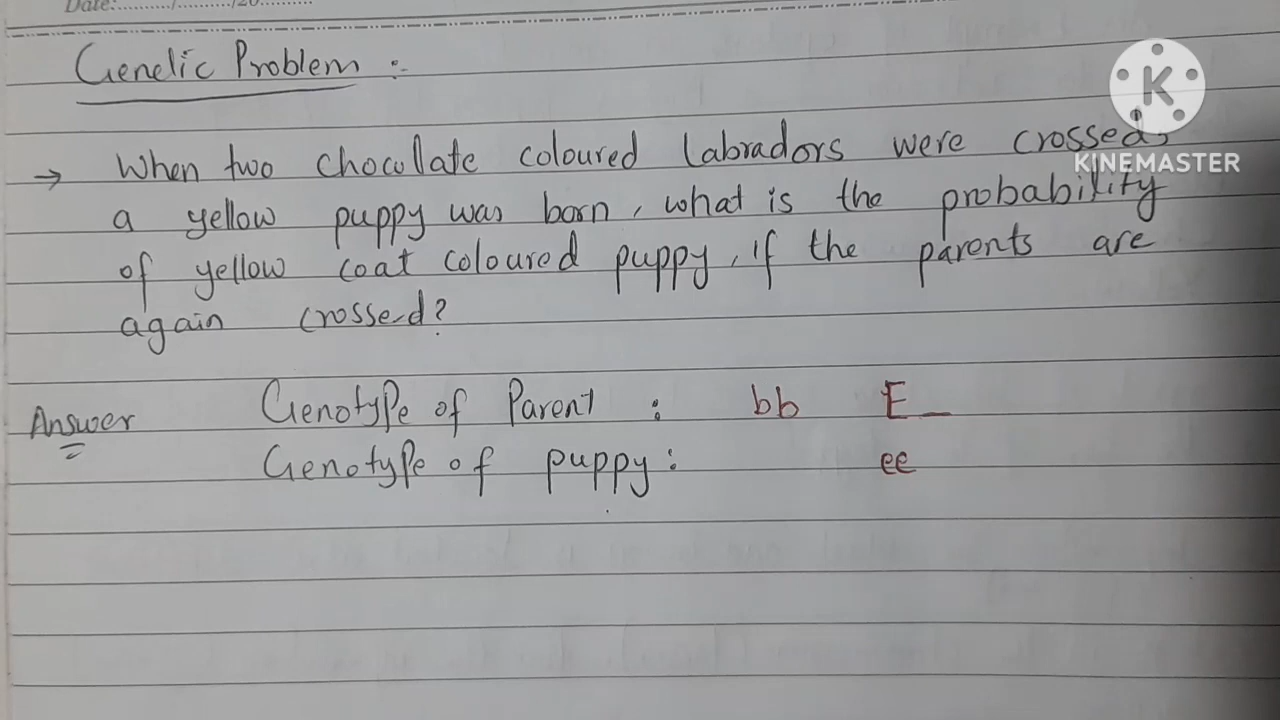 Date:........../........../20..........
Genetic Problem :-
K
KINEMASTER
→ When two chocolate coloured labradors were crossed,
a yellow puppy was born, what is the probability
of yellow coat coloured puppy, if the parents are
again crossed?
Answer Genotype of Parent : bb E_
Genotype of puppy: ee